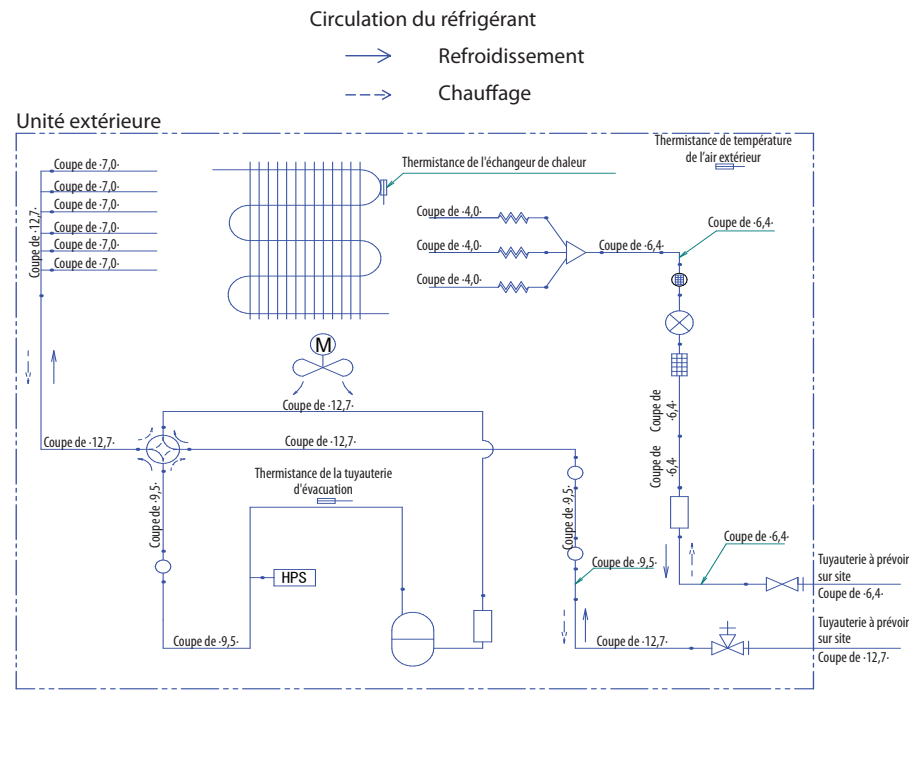 Circulation du réfrigérant
Refroidissement
Chauffage
Unité extérieure
Thermistance de température
de l'air extérieur
Coupe de ·7,0·
Coupe de ·7,0·
Coupe de ·7,0·
Coupe de ·7,0·
Coupe de ·7,0·
Coupe de ·7,0·
Coupe de ·12,7·
Thermistance de l'échangeur de chaleur
Coupe de ·4,0·
Coupe de ·4,0·
Coupe de ·4,0·
Coupe de ·6,4·
Coupe de ·6,4·
M
Coupe de ·12,7·
Coupe de ·12,7·
Coupe de ·12,7·
Coupe de
·6,4·
Coupe de
·6,4·
Thermistance de la tuyauterie
d'évacuation
Coupe de ·9,5·
Coupe de ·9,5·
HPS
Coupe de ·9,5·
Coupe de ·6,4·
Coupe de ·9,5·
Coupe de ·12,7·
Tuyauterie à prévoir
sur site
Coupe de ·6,4·
Tuyauterie à prévoir
sur site
Coupe de ·12,7·